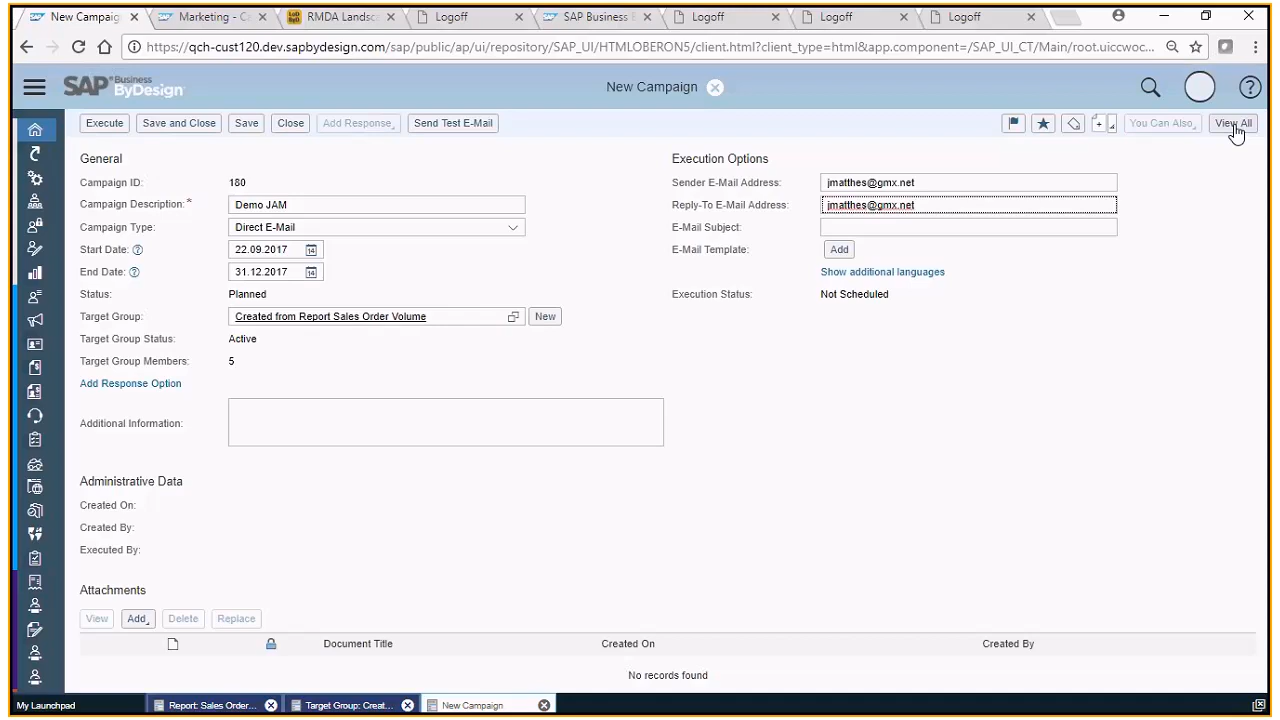 New Campaig
Marketing - C
RMDA Landsc
Logoff
SAP Business
Logoff
Logoff
Logoff
https://qch-cust120.dev.sapbydesign.com/sap/public/ap/ui/repository/SAP_UI/HTMLOBERON5/client.html?client_type=html&app.component=/SAP_UI_CT/Main/root.uiccwoc...
SAP Business ByDesign
New Campaign
Execute
Save and Close
Save
Close
Add Response
Send Test E-Mail
You Can Also
View All
General
Campaign ID: 180
Campaign Description: * Demo JAM
Campaign Type: Direct E-Mail
Start Date: 22.09.2017
End Date: 31.12.2017
Status: Planned
Target Group: Created from Report Sales Order Volume New
Target Group Status: Active
Target Group Members: 5
Add Response Option
Additional Information:
Execution Options
Sender E-Mail Address: jmatthes@gmx.net
Reply-To E-Mail Address: jmatthes@gmx.net
E-Mail Subject:
E-Mail Template: Add
Show additional languages
Execution Status: Not Scheduled
Administrative Data
Created On:
Created By:
Executed By:
Attachments
View
Add
Delete
Replace
Document Title
Created On
Created By
No records found
My Launchpad
Report: Sales Order...
Target Group: Creat...
New Campaign